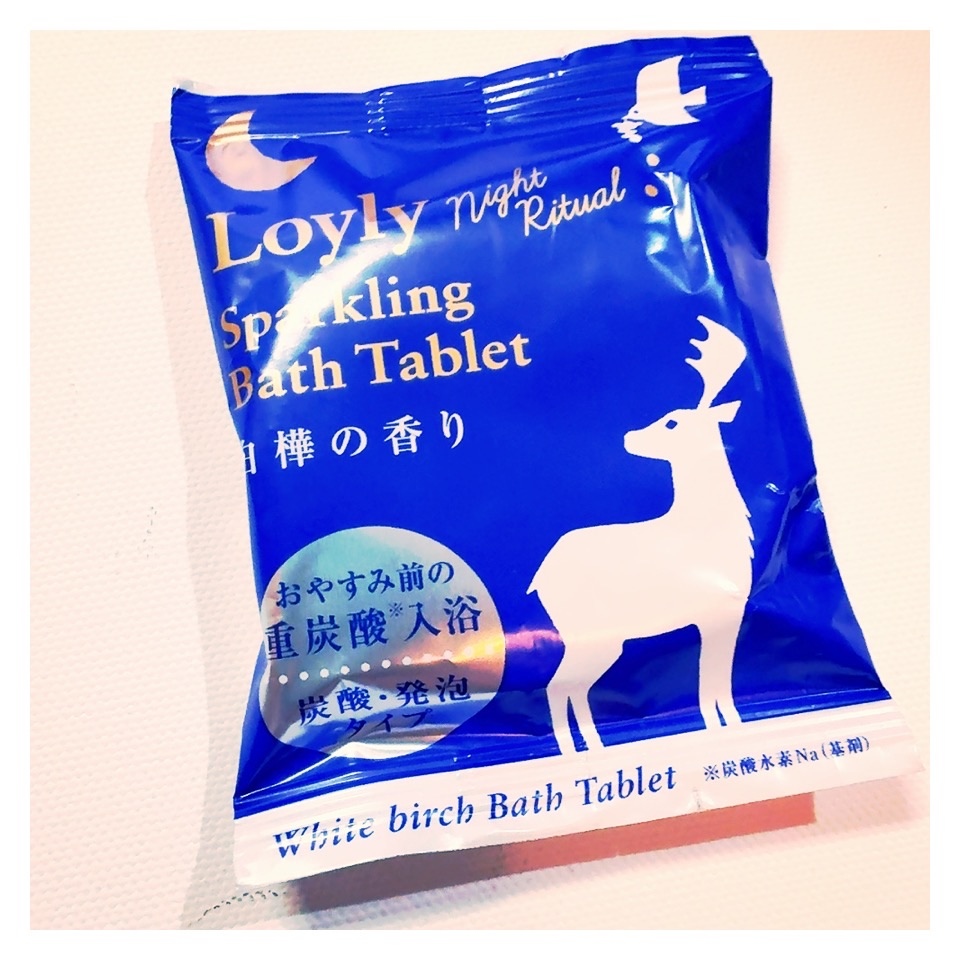 Loyly Night
Ritual
Sparkling
Bath Tablet
白樺の香り
おやすみ前の
重炭酸※入浴
炭酸・発泡
タイプ
White birch Bath Tablet ※炭酸水素Na(基剤)